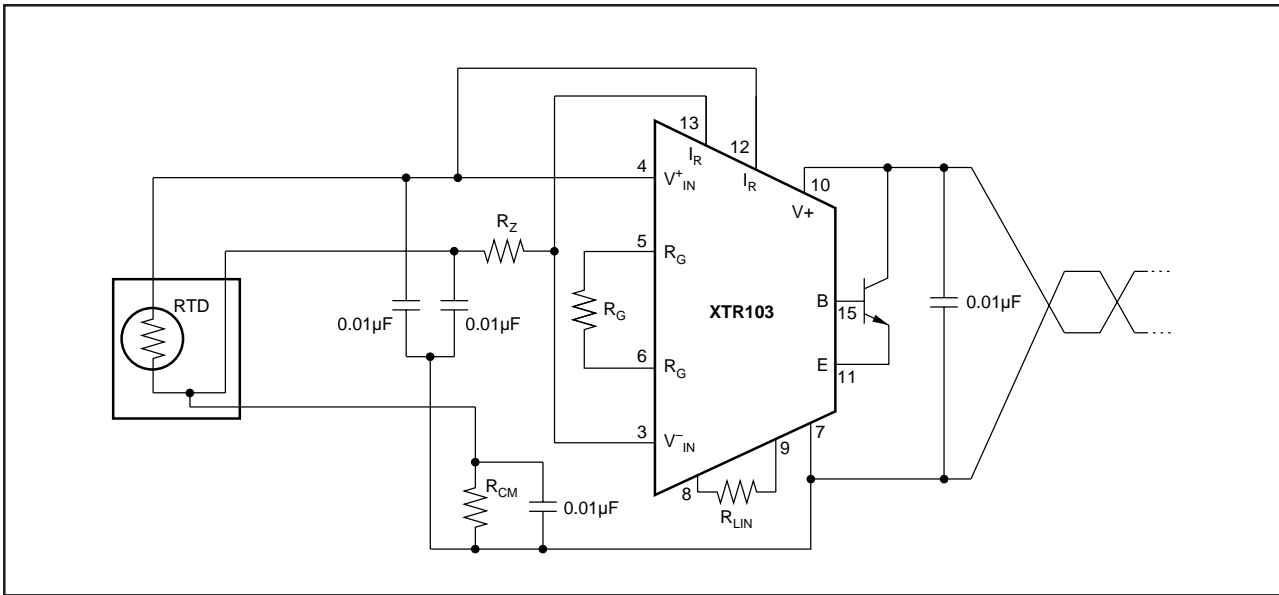 13
12
I_R
I_R
4
V⁺_IN
10
V+
R_Z
5
R_G
RTD
R_G
B
15
XTR103
0.01µF
0.01µF
0.01µF
6
R_G
E
11
3
V⁻_IN
7
9
R_CM
8
R_LIN
0.01µF